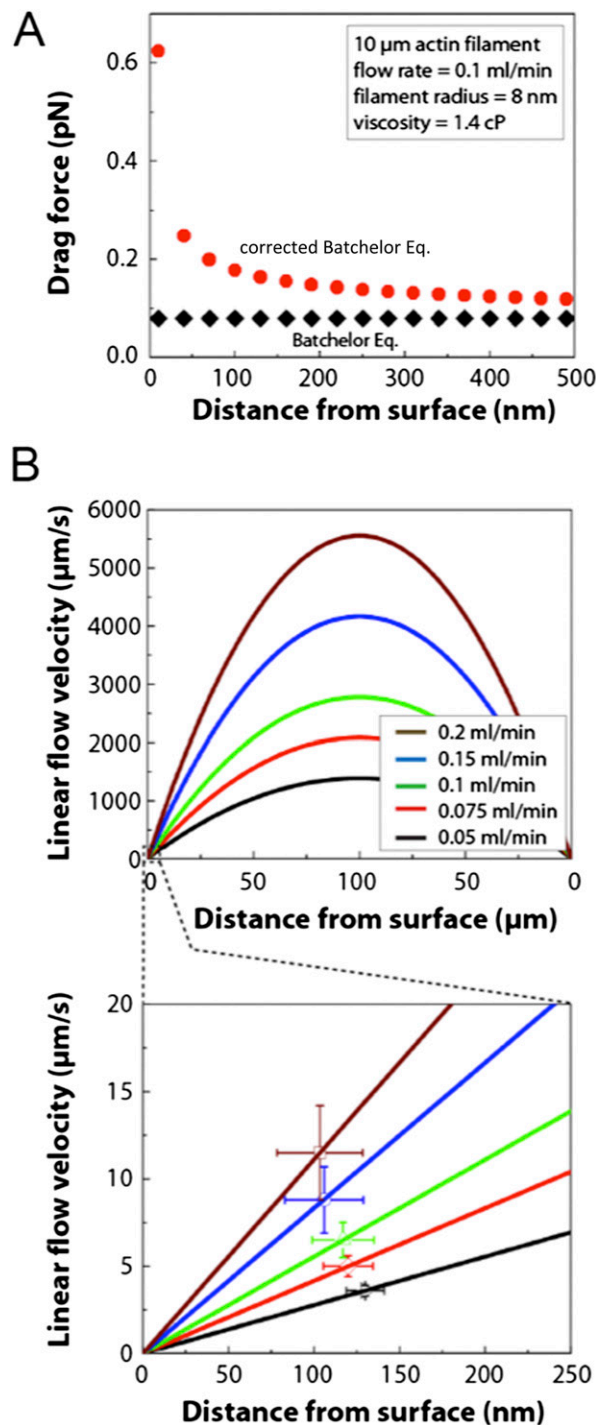 A
Drag force (pN)
0.6
0.4
0.2
0.0
10 μm actin filament
flow rate = 0.1 ml/min
filament radius = 8 nm
viscosity = 1.4 cP
corrected Batchelor Eq.
Batchelor Eq.
0 100 200 300 400 500
Distance from surface (nm)
B
Linear flow velocity (μm/s)
6000
5000
4000
3000
2000
1000
0
0.2 ml/min
0.15 ml/min
0.1 ml/min
0.075 ml/min
0.05 ml/min
0 50 100 50 0
Distance from surface (μm)
Linear flow velocity (μm/s)
20
15
10
5
0
0 50 100 150 200 250
Distance from surface (nm)